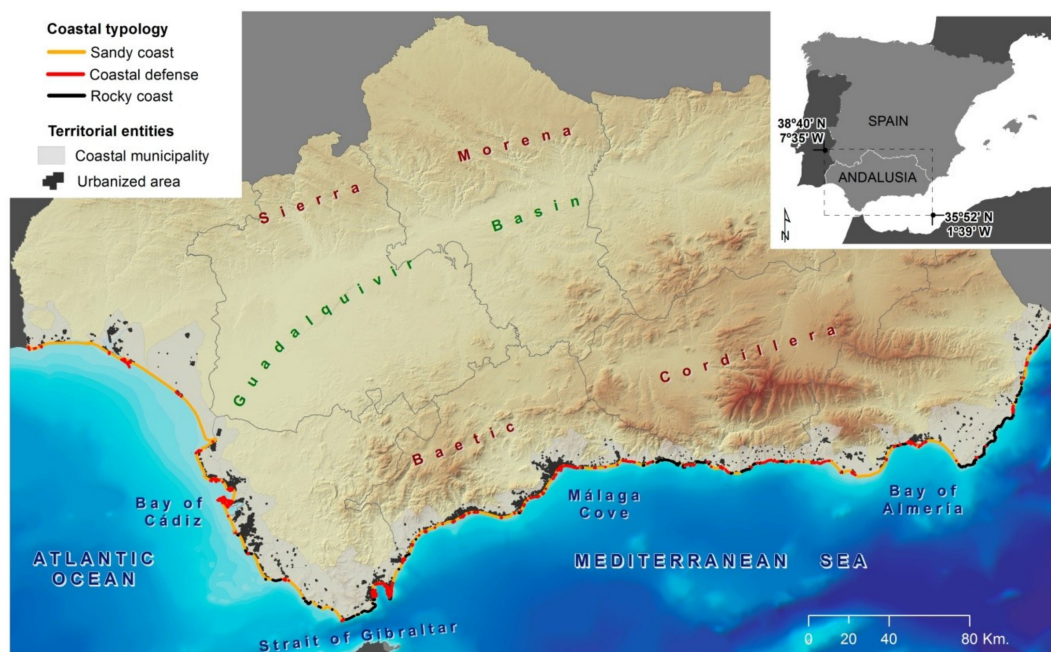 Coastal typology
Sandy coast
Coastal defense
Rocky coast
Territorial entities
Coastal municipality
Urbanized area
38°40' N
7°35' W
SPAIN
ANDALUSIA
35°52' N
1°39' W
N
Sierra Morena
Guadalquivir Basin
Baetic Cordillera
Bay of
Cádiz
Málaga
Cove
Bay of
Almería
ATLANTIC
OCEAN
MEDITERRANEAN SEA
Strait of Gibraltar
0 20 40 80 Km.